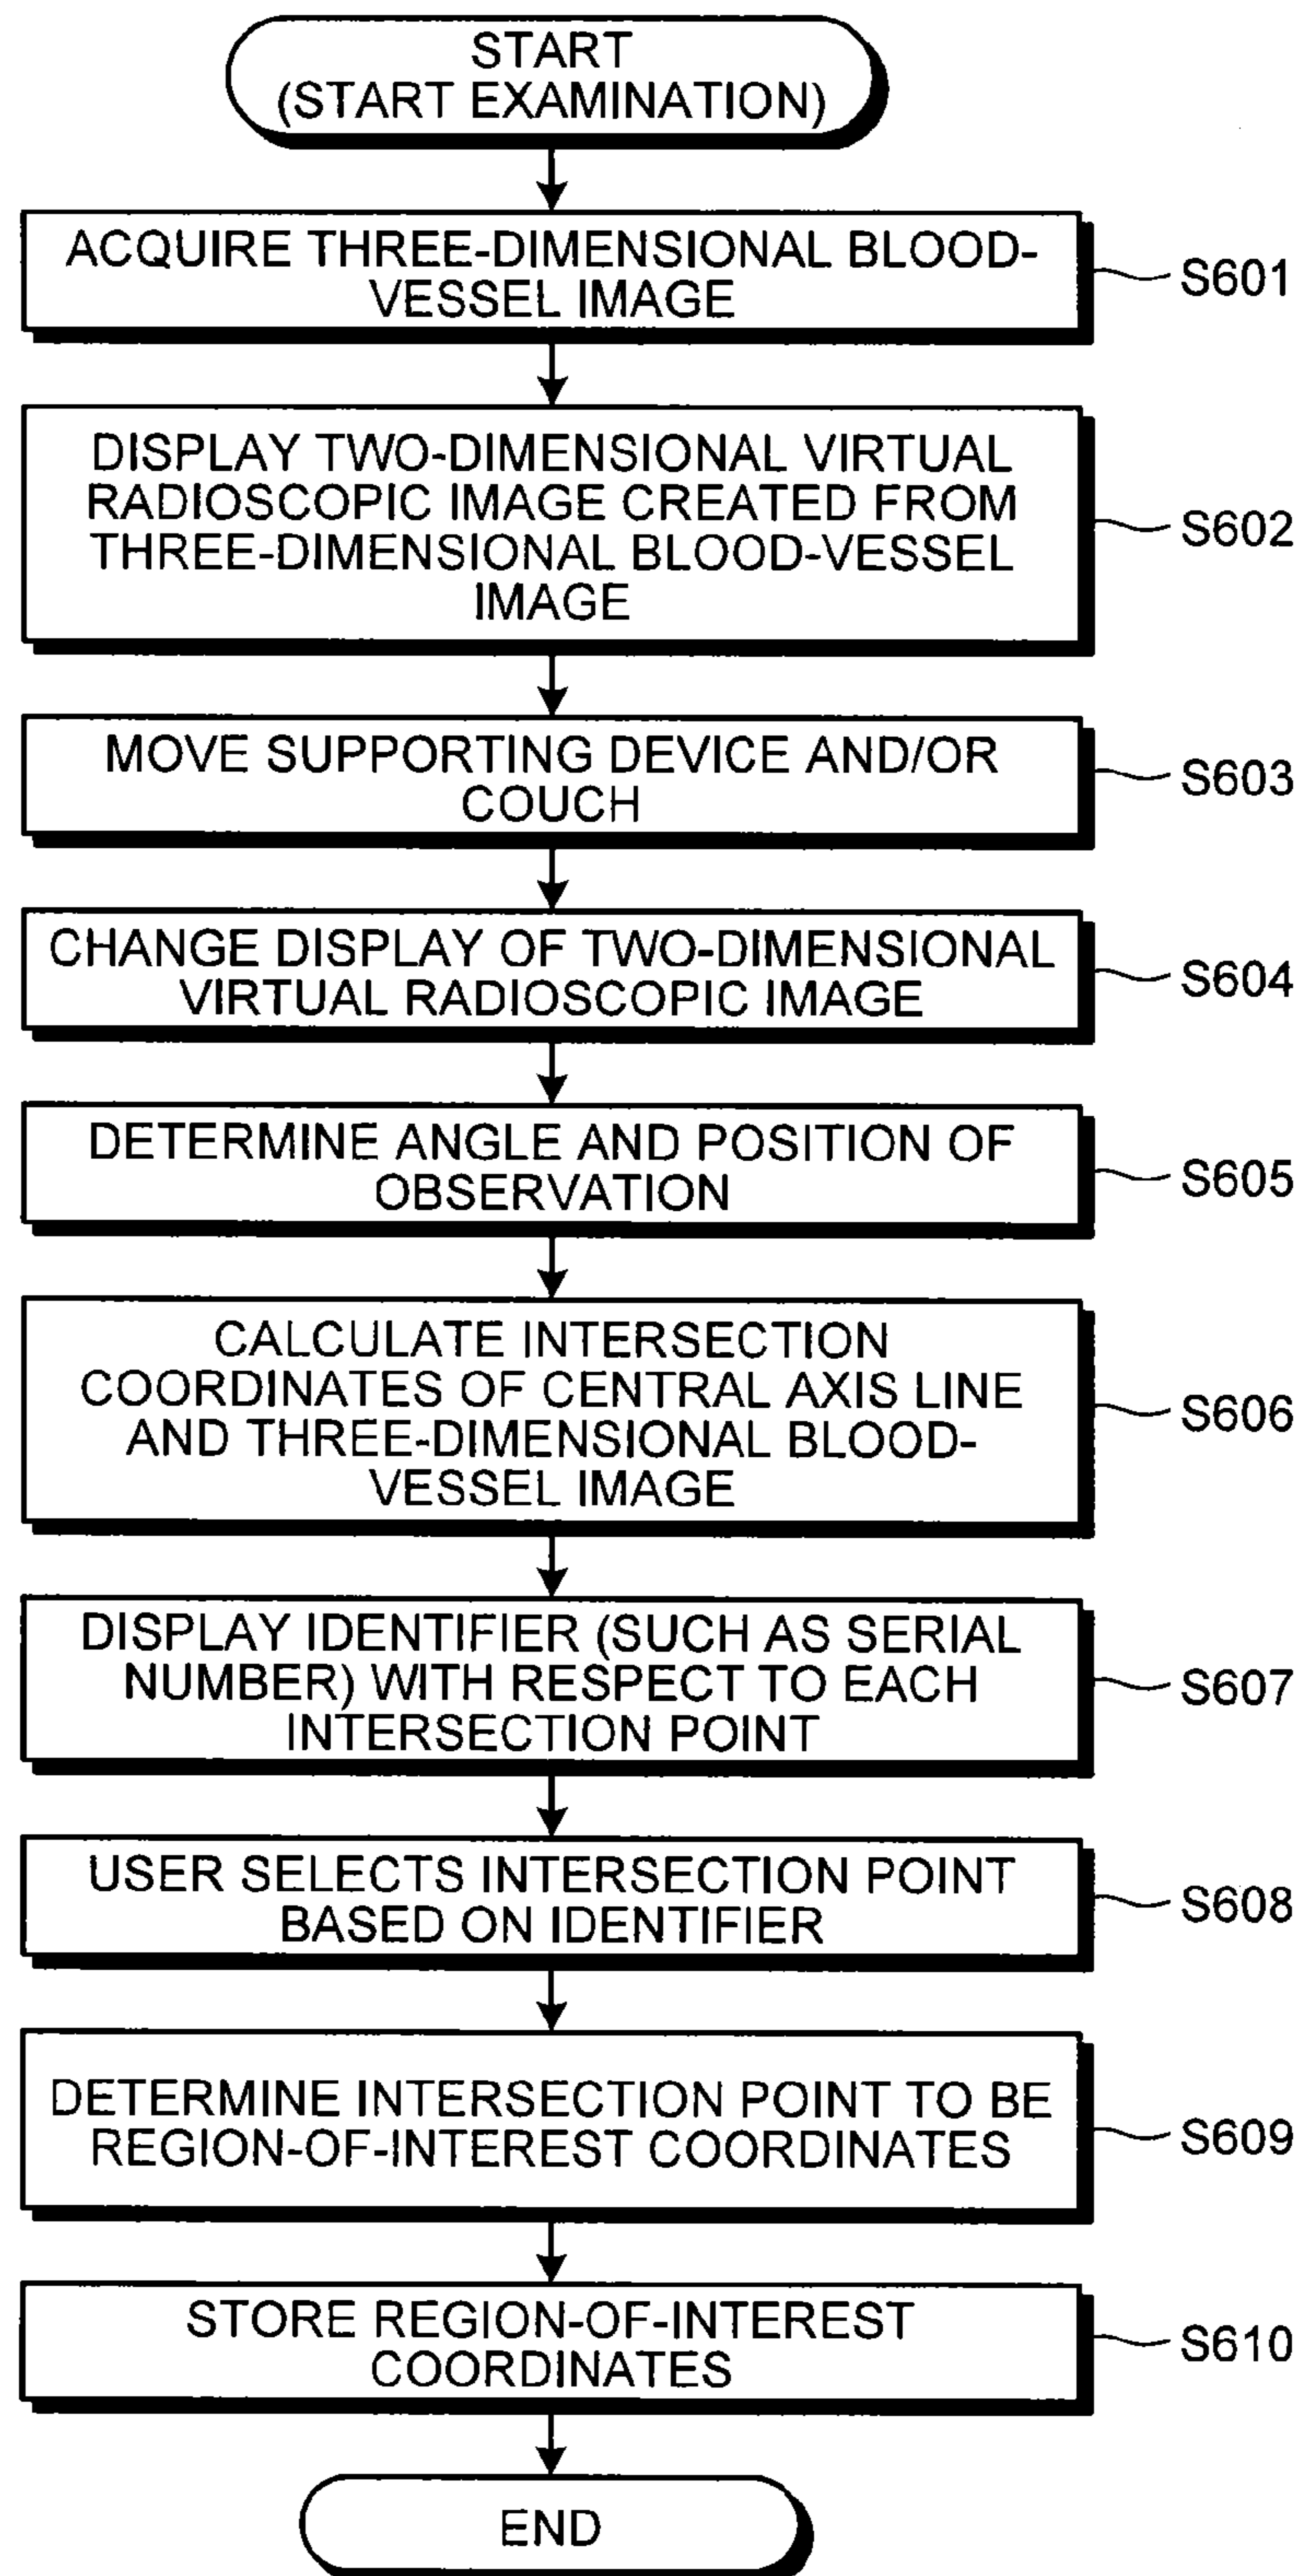 START
(START EXAMINATION)
ACQUIRE THREE-DIMENSIONAL BLOOD-
VESSEL IMAGE
S601
DISPLAY TWO-DIMENSIONAL VIRTUAL
RADIOSCOPIC IMAGE CREATED FROM
THREE-DIMENSIONAL BLOOD-VESSEL
IMAGE
S602
MOVE SUPPORTING DEVICE AND/OR
COUCH
S603
CHANGE DISPLAY OF TWO-DIMENSIONAL
VIRTUAL RADIOSCOPIC IMAGE
S604
DETERMINE ANGLE AND POSITION OF
OBSERVATION
S605
CALCULATE INTERSECTION
COORDINATES OF CENTRAL AXIS LINE
AND THREE-DIMENSIONAL BLOOD-
VESSEL IMAGE
S606
DISPLAY IDENTIFIER (SUCH AS SERIAL
NUMBER) WITH RESPECT TO EACH
INTERSECTION POINT
S607
USER SELECTS INTERSECTION POINT
BASED ON IDENTIFIER
S608
DETERMINE INTERSECTION POINT TO BE
REGION-OF-INTEREST COORDINATES
S609
STORE REGION-OF-INTEREST
COORDINATES
S610
END